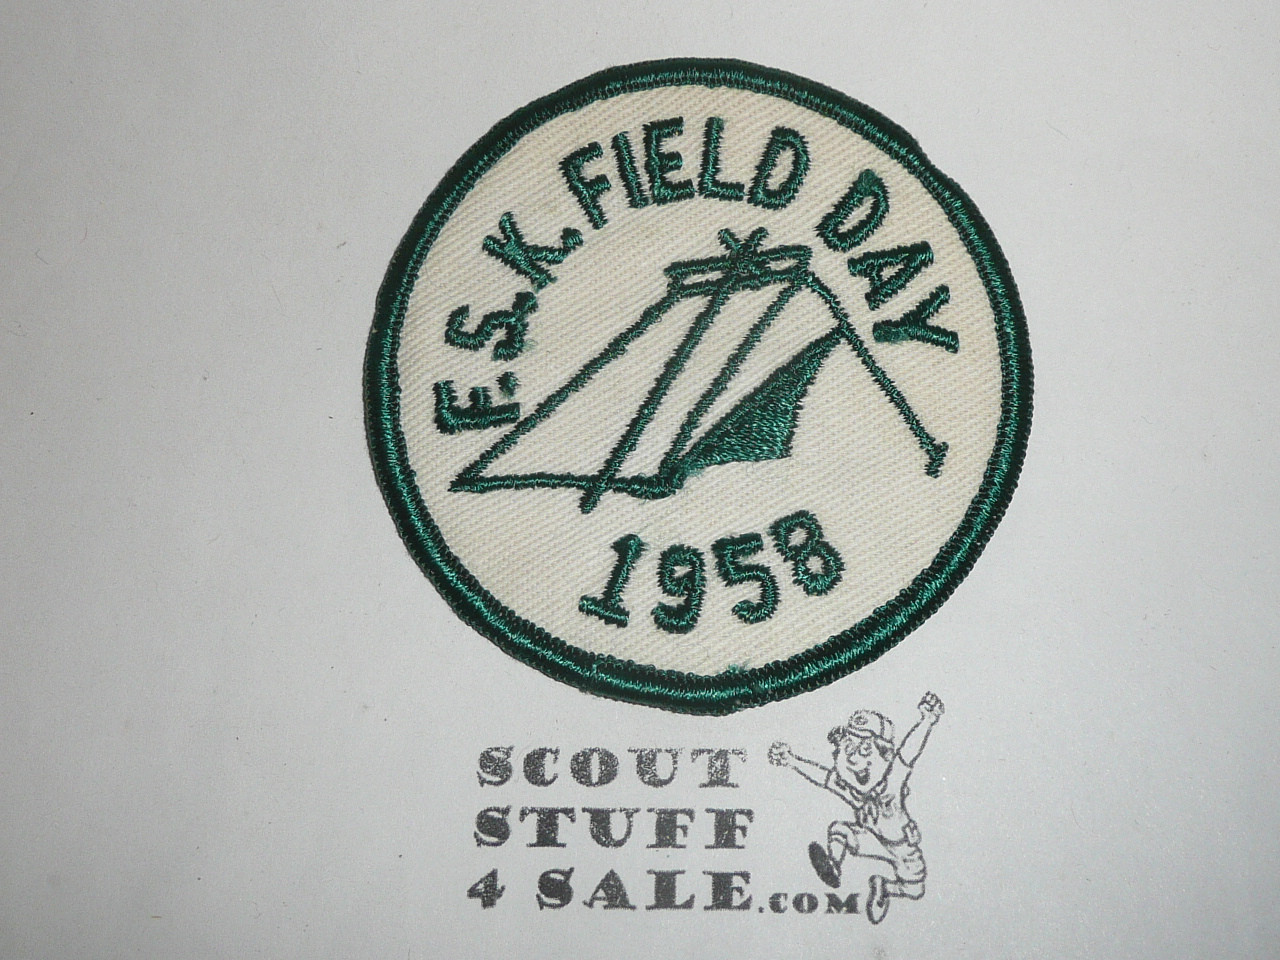 F.S.K. FIELD DAY
1958
SCOUT
STUFF
4 SALE.COM